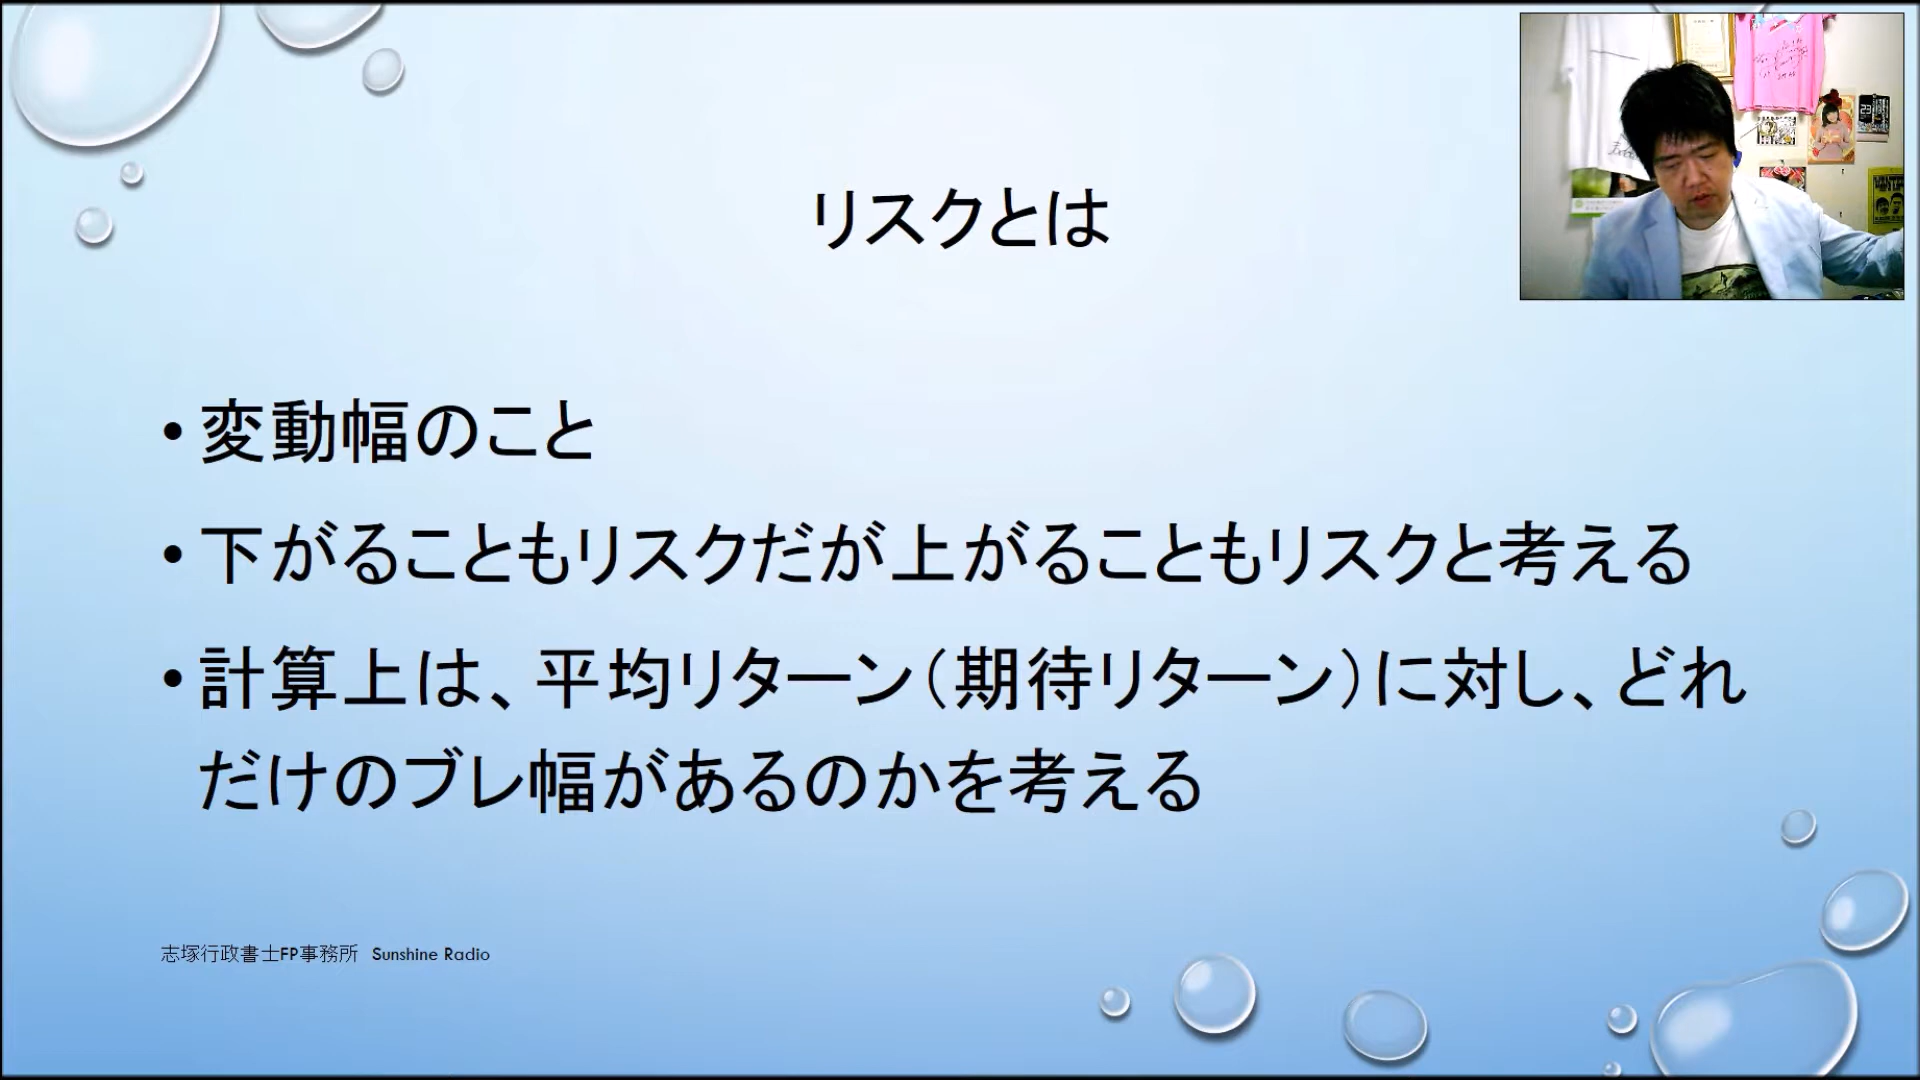 リスクとは
•変動幅のこと
•下がることもリスクだが上がることもリスクと考える
•計算上は、平均リターン（期待リターン）に対し、どれ
だけのブレ幅があるのかを考える
志塚行政書士FP事務所 Sunshine Radio
23